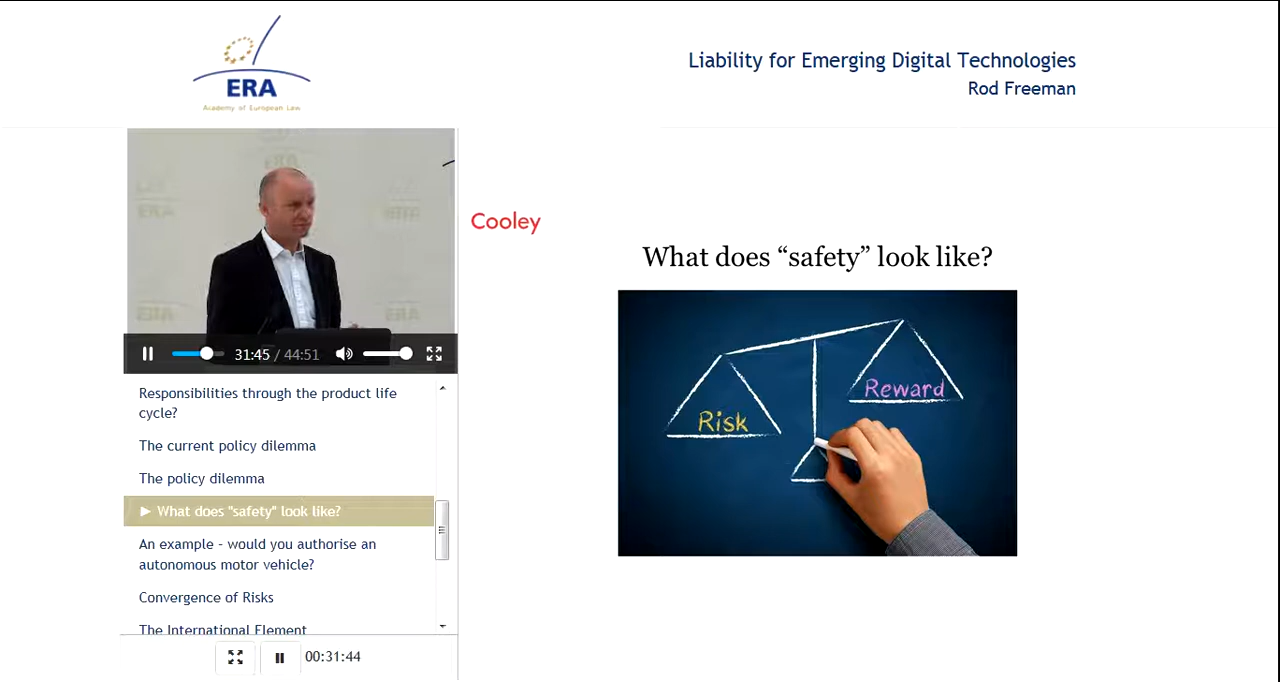 ERA
Academy of European Law
Liability for Emerging Digital Technologies
Rod Freeman
ERA
ERA
ERA
Cooley
What does “safety” look like?
Risk
Reward
31:45 / 44:51
Responsibilities through the product life
cycle?
The current policy dilemma
The policy dilemma
► What does "safety" look like?
An example - would you authorise an
autonomous motor vehicle?
Convergence of Risks
The International Element
00:31:44